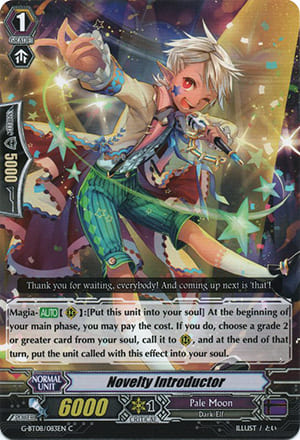 1
GRADE
5000
Thank you for waiting, everybody! And coming up next is 'that'!
Magia-AUTO[ ]:[Put this unit into your soul] At the beginning of
your main phase, you may pay the cost. If you do, choose a grade 2
or greater card from your soul, call it to , and at the end of that
turn, put the unit called with this effect into your soul.
NORMAL
UNIT
Novelty Introductor
6000
1
CRITICAL
Pale Moon
Dark Elf
G-BT08/083EN C
ILLUST / とい